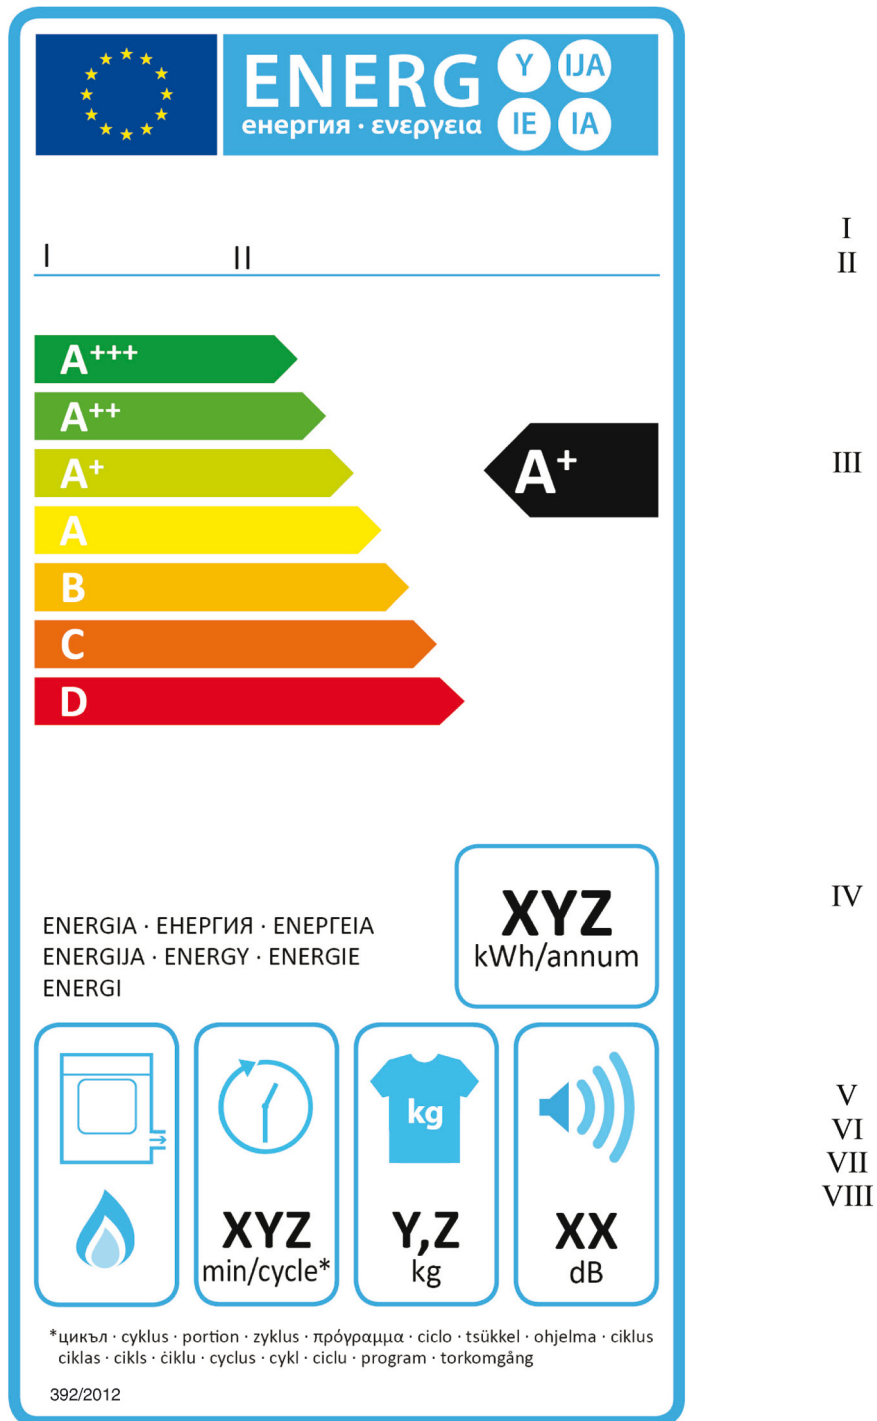 ENERG Y IJA
енергия · ενεργεια IE IA
I
I II
II
A+++
A++
A+
A+
III
A
B
C
D
XYZ
kWh/annum
IV
ENERGIA · ЕНЕРГИЯ · ΕΝΕΡΓΕΙΑ
ENERGIJA · ENERGY · ENERGIE
ENERGI
kg
V
VI
VII
VIII
XYZ
min/cycle*
Y,Z
kg
XX
dB
*цикъл · cyklus · portion · zyklus · πρόγραμμα · ciclo · tsükkel · ohjelma · ciklus
ciklas · cikls · ċiklu · cyclus · cykl · ciclu · program · torkomgång
392/2012